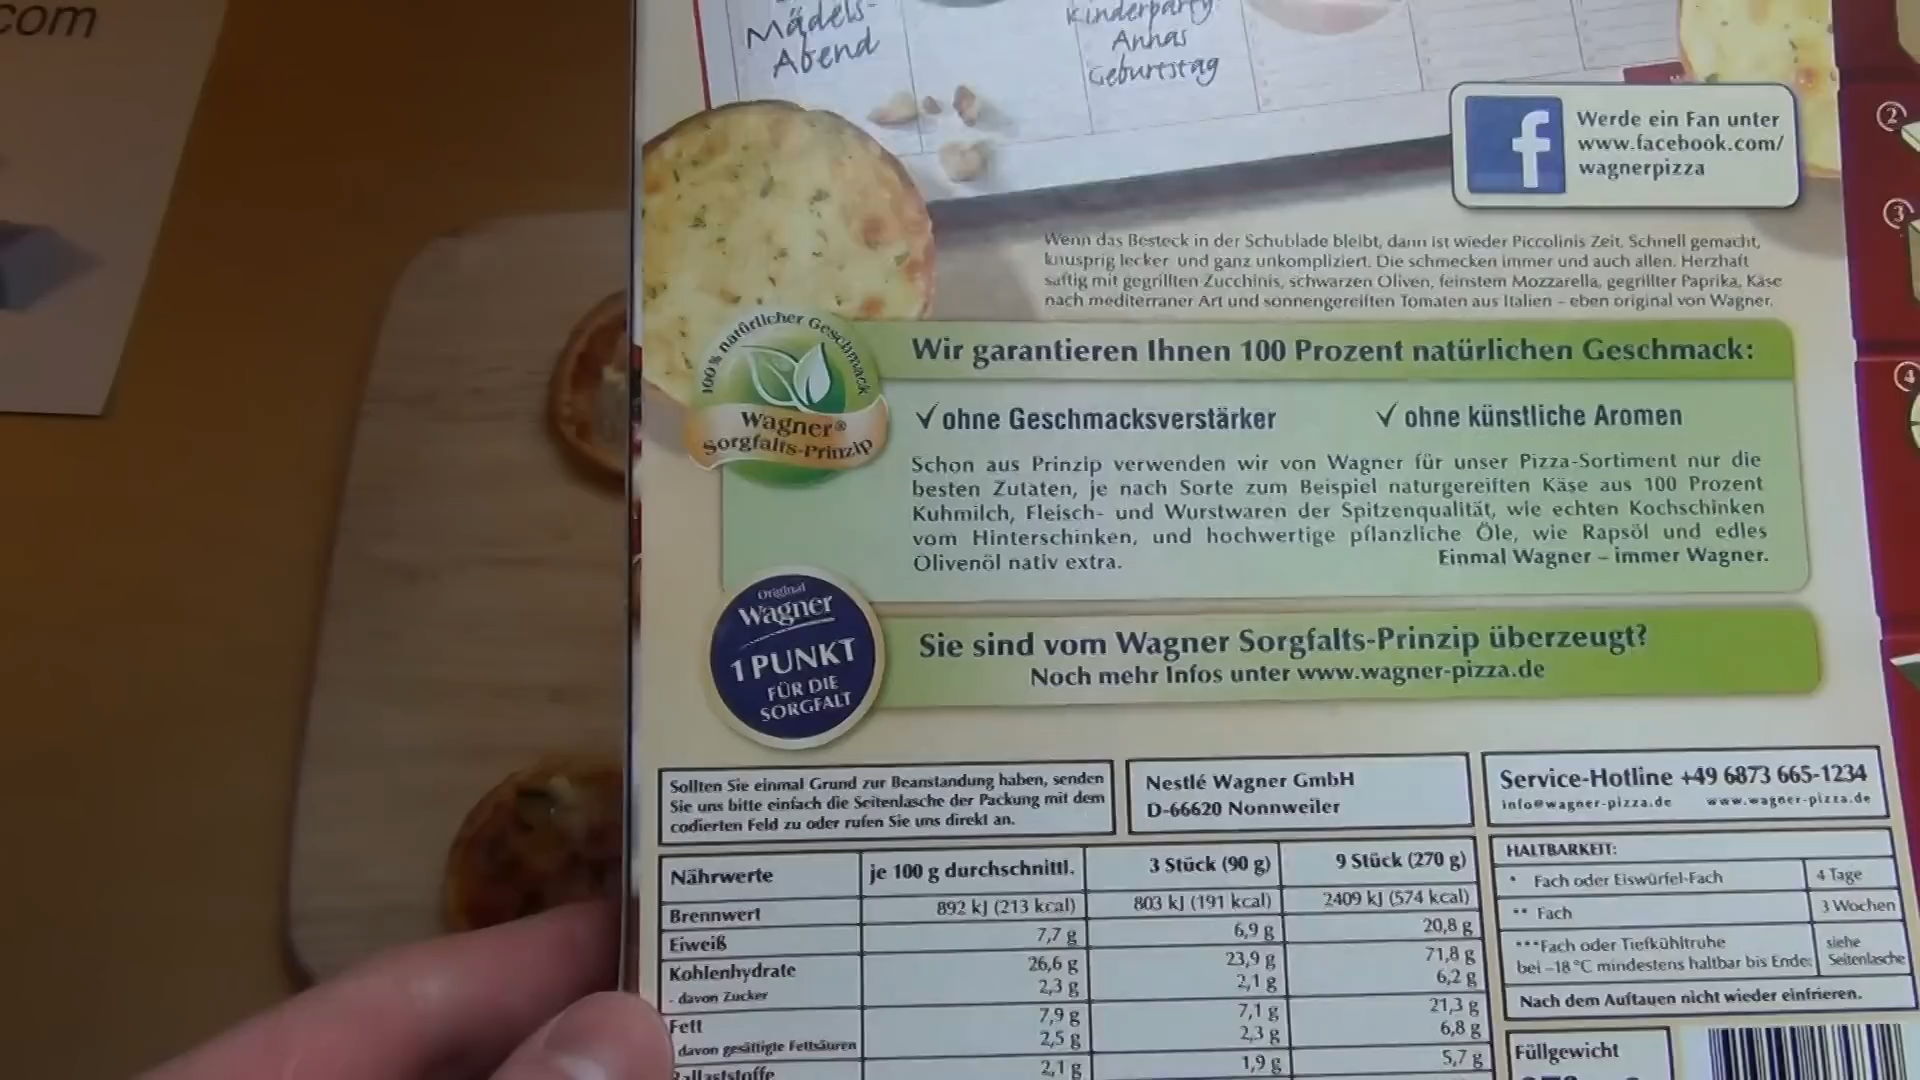 com
Mädels-
Abend
Kinderparty
Annas
Geburtstag
Werde ein Fan unter
www.facebook.com/
wagnerpizza
2
3
4
Wenn das Besteck in der Schublade bleibt, dann ist wieder Piccolinis Zeit. Schnell gemacht,
knusprig lecker und ganz unkompliziert. Die schmecken immer und auch allen. Herzhaft
saftig mit gegrillten Zucchinis, schwarzen Oliven, feinstem Mozzarella, gegrillter Paprika, Käse
nach mediterraner Art und sonnengereiften Tomaten aus Italien – eben original von Wagner.
100% natürlicher Geschmack
Wagner®
Sorgfalts-Prinzip
Wir garantieren Ihnen 100 Prozent natürlichen Geschmack:
✓ ohne Geschmacksverstärker
✓ ohne künstliche Aromen
Schon aus Prinzip verwenden wir von Wagner für unser Pizza-Sortiment nur die
besten Zutaten, je nach Sorte zum Beispiel naturgereiften Käse aus 100 Prozent
Kuhmilch, Fleisch- und Wurstwaren der Spitzenqualität, wie echten Kochschinken
vom Hinterschinken, und hochwertige pflanzliche Öle, wie Rapsöl und edles
Olivenöl nativ extra. Einmal Wagner – immer Wagner.
Original
Wagner
1 PUNKT
FÜR DIE
SORGFALT
Sie sind vom Wagner Sorgfalts-Prinzip überzeugt?
Noch mehr Infos unter www.wagner-pizza.de
Sollten Sie einmal Grund zur Beanstandung haben, senden
Sie uns bitte einfach die Seitenlasche der Packung mit dem
codierten Feld zu oder rufen Sie uns direkt an.
Nestlé Wagner GmbH
D-66620 Nonnweiler
Service-Hotline +49 6873 665-1234
info@wagner-pizza.de www.wagner-pizza.de
Nährwerte je 100 g durchschnittl. 3 Stück (90 g) 9 Stück (270 g)
Brennwert 892 kJ (213 kcal) 803 kJ (191 kcal) 2409 kJ (574 kcal)
Eiweiß 7,7 g 6,9 g 20,8 g
Kohlenhydrate 26,6 g 23,9 g 71,8 g
- davon Zucker 2,3 g 2,1 g 6,2 g
Fett 7,9 g 7,1 g 21,3 g
davon gesättigte Fettsäuren 2,5 g 2,3 g 6,8 g
Ballaststoffe 2,1 g 1,9 g 5,7 g
HALTBARKEIT:
* Fach oder Eiswürfel-Fach 4 Tage
** Fach 3 Wochen
***Fach oder Tiefkühltruhe siehe
bei –18 °C mindestens haltbar bis Ende: Seitenlasche
Nach dem Auftauen nicht wieder einfrieren.
Füllgewicht